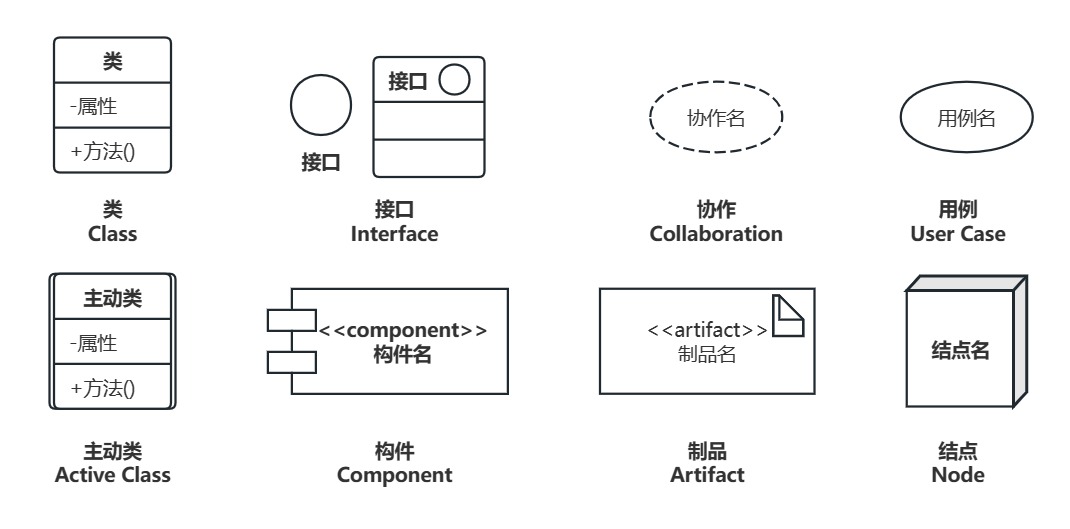 类
-属性
+方法()
接口
接口
协作名
用例名
类
Class
接口
Interface
协作
Collaboration
用例
User Case
主动类
-属性
+方法()
<<component>>
构件名
<<artifact>>
制品名
结点名
主动类
Active Class
构件
Component
制品
Artifact
结点
Node